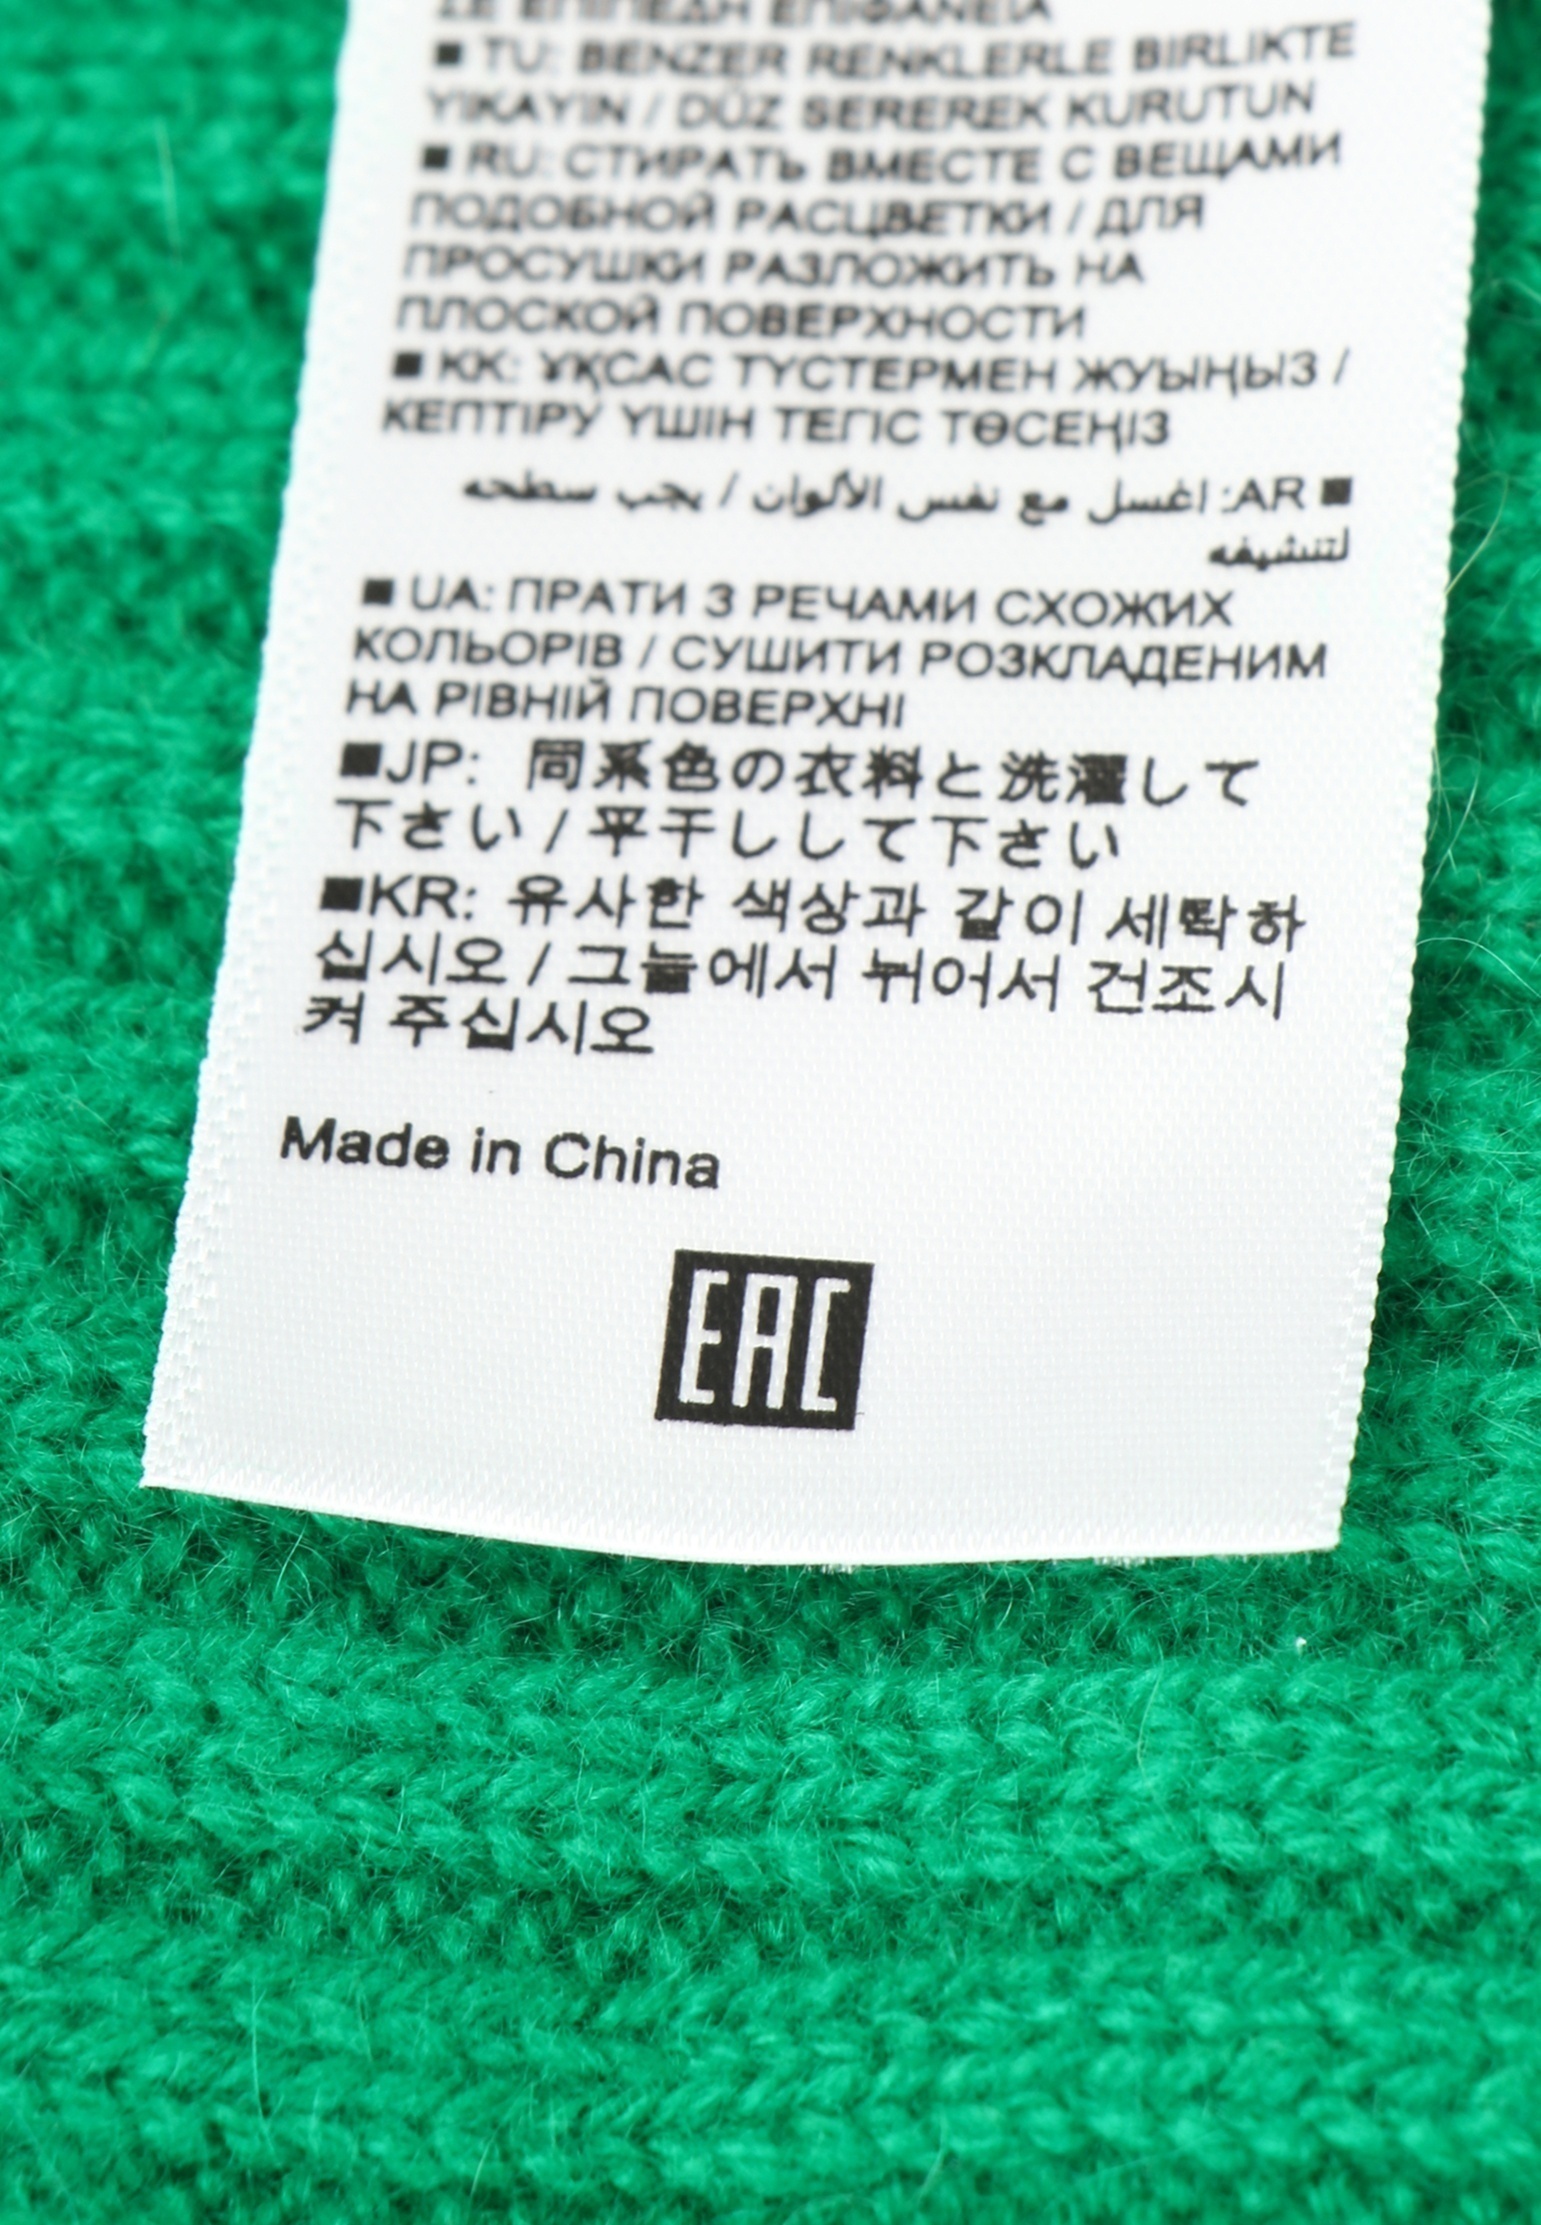 ΣΕ ΕΠΙΠΕΔΗ ΕΠΙΦΑΝΕΙΑ
■ TU: BENZER RENKLERLE BIRLIKTE
YIKAYIN / DÜZ SEREREK KURUTUN
■ RU: СТИРАТЬ ВМЕСТЕ С ВЕЩАМИ
ПОДОБНОЙ РАСЦВЕТКИ / ДЛЯ
ПРОСУШКИ РАЗЛОЖИТЬ НА
ПЛОСКОЙ ПОВЕРХНОСТИ
■ KK: ҰҚСАС ТҮСТЕРМЕН ЖУЫҢЫЗ /
КЕПТІРУ ҮШІН ТЕГІС ТӨСЕҢІЗ
■ AR: اغسل مع نفس الألوان / يجب سطحه
لتنشيفه
■ UA: ПРАТИ З РЕЧАМИ СХОЖИХ
КОЛЬОРІВ / СУШИТИ РОЗКЛАДЕНИМ
НА РІВНІЙ ПОВЕРХНІ
■JP: 同系色の衣料と洗濯して
下さい / 平干しして下さい
■KR: 유사한 색상과 같이 세탁하
십시오 / 그늘에서 뉘어서 건조시
켜 주십시오
Made in China
EAC